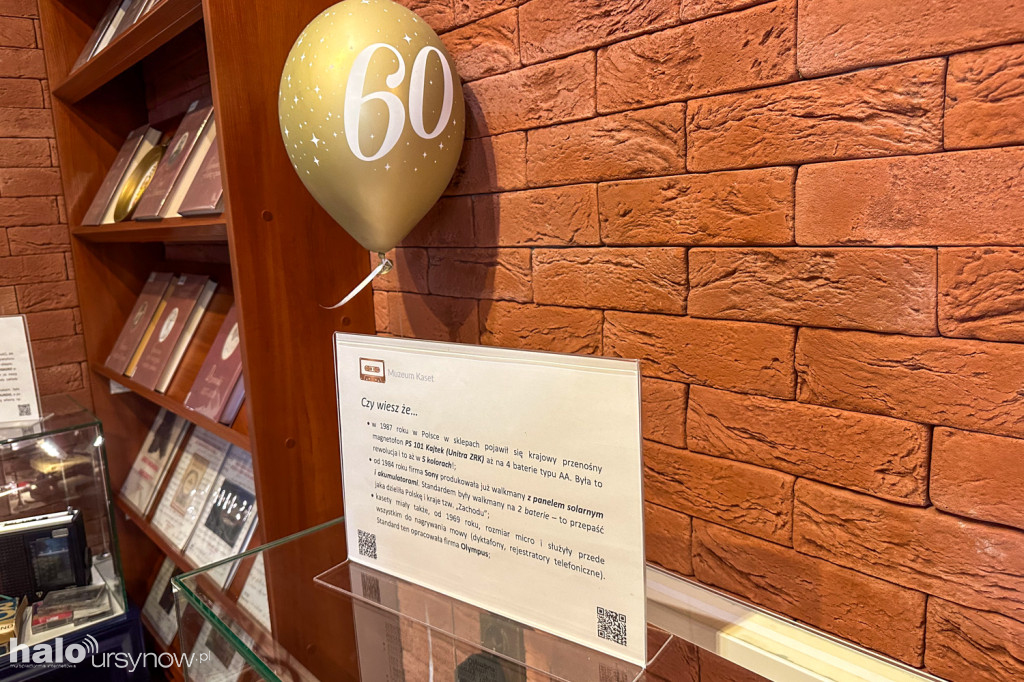 60
Muzeum Kaset
Czy wiesz że...
• w 1987 roku w Polsce w sklepach pojawił się krajowy przenośny
magnetofon PS 101 Kajtek (Unitra ZRK) aż na 4 baterie typu AA. Była to
rewolucja i to aż w 5 kolorach!;
• od 1984 roku firma Sony produkowała już walkmany z panelem solarnym
i akumulatorom! Standardem były walkmany na 2 baterie – to przepaść
jaka dzieliła Polskę i kraje tzw. „zachodu";
• kasety miały także, od 1969 roku, rozmiar micro i służyły przede
wszystkim do nagrywania mowy (dyktafony, rejestratory telefoniczne).
Standard ten opracowała firma Olympus;
halo ursynow.pl